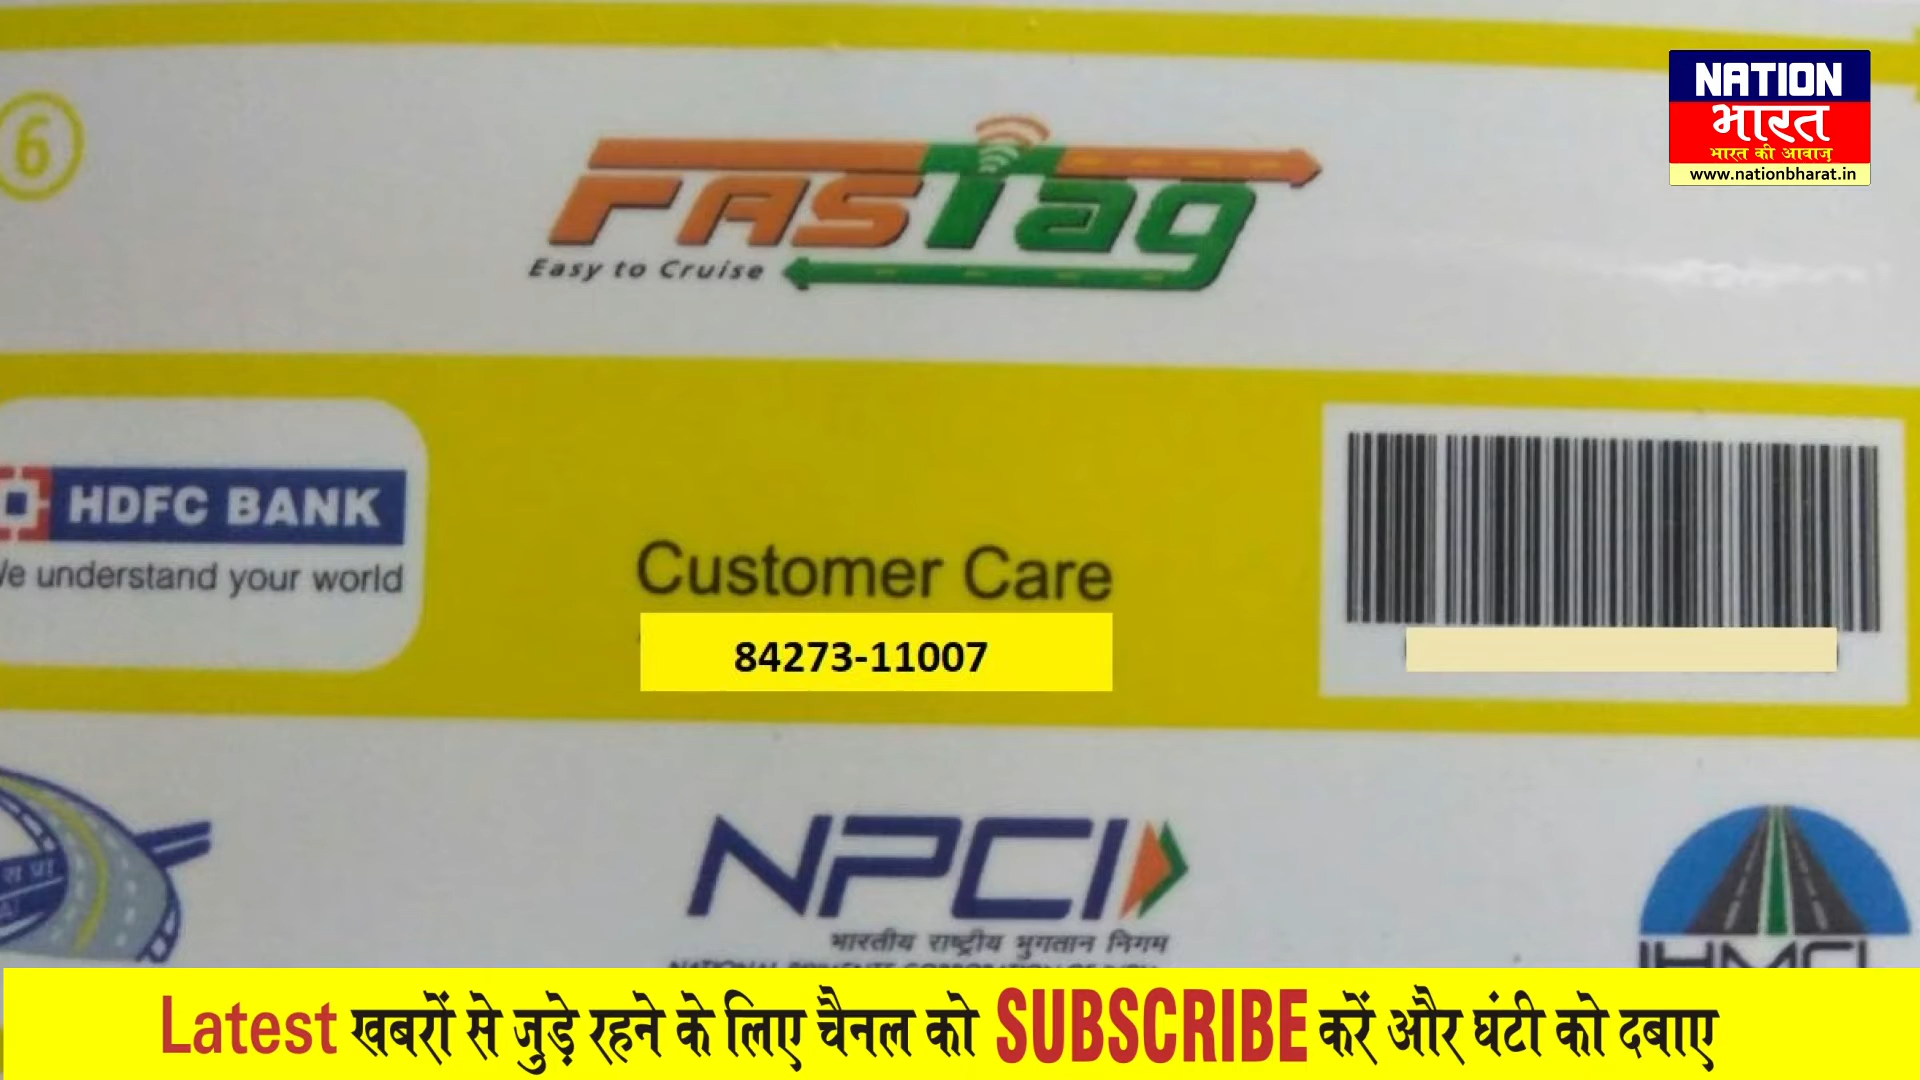 NATION
भारत
भारत की आवाज़
www.nationbharat.in
6
FASTag
Easy to Cruise
HDFC BANK
understand your world
Customer Care
84273-11007
NPCI
भारतीय राष्ट्रीय भुगतान निगम
IHMCL
Latest खबरों से जुड़े रहने के लिए चैनल को SUBSCRIBE करें और घंटी को दबाए